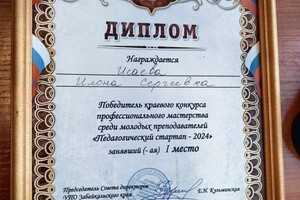 ДИПЛОМ
Награждается
Исаева
Илона Сергеевна
Победитель краевого конкурса
профессионального мастерства
среди молодых преподавателей
«Педагогический стартап - 2024»
занявший (-ая) I место
Председатель Совета директоров
УПО Забайкальского края
Е.Н. Кузьминская